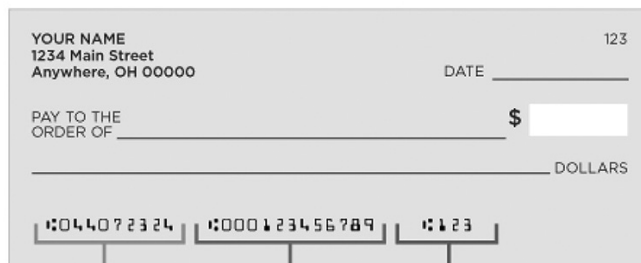 YOUR NAME
123
1234 Main Street
Anywhere, OH 00000
DATE
PAY TO THE
ORDER OF
$
DOLLARS
⑆044072324 ⑆000123456789 ⑆123